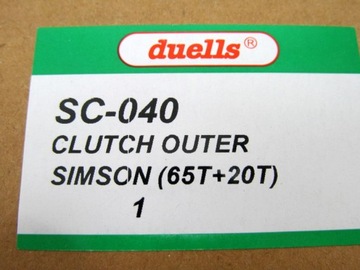 duells®
SC-040
CLUTCH OUTER
SIMSON (65T+20T)
1